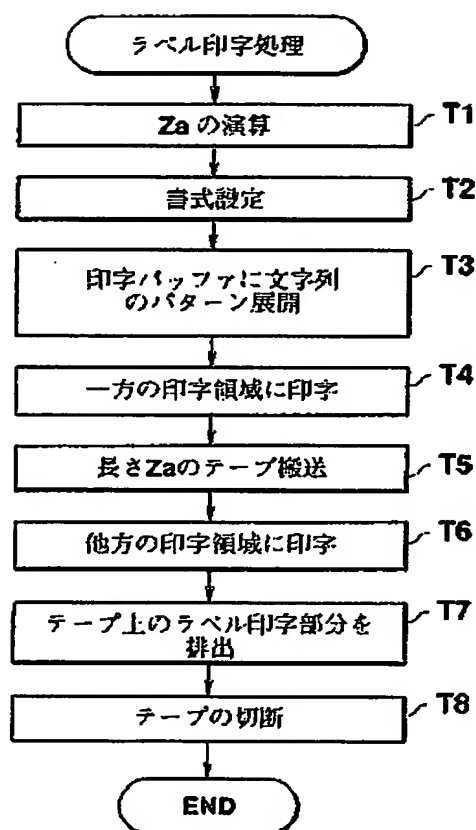 ラベル印字処理
Zaの演算
T1
書式設定
T2
印字バッファに文字列
のパターン展開
T3
一方の印字領域に印字
T4
長さZaのテープ搬送
T5
他方の印字領域に印字
T6
テープ上のラベル印字部分を
排出
T7
テープの切断
T8
END